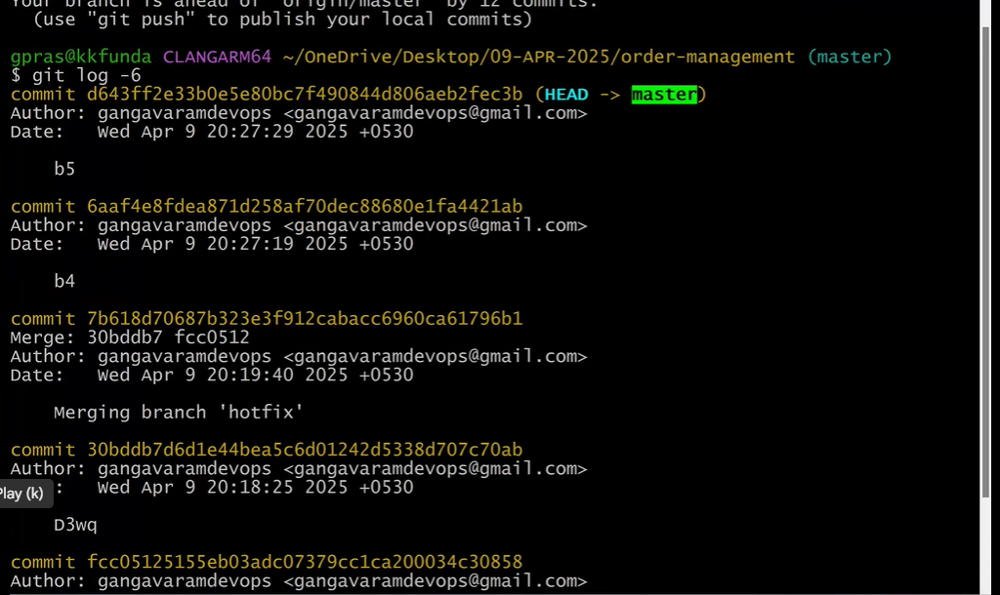 Your branch is ahead of 'origin/master' by 12 commits.
  (use "git push" to publish your local commits)
gpras@kkfunda CLANGARM64 ~/OneDrive/Desktop/09-APR-2025/order-management (master)
$ git log -6
commit d643ff2e33b0e5e80bc7f490844d806aeb2fec3b (HEAD -> master)
Author: gangavaramdevops <gangavaramdevops@gmail.com>
Date:   Wed Apr 9 20:27:29 2025 +0530
    b5
commit 6aaf4e8fdea871d258af70dec88680e1fa4421ab
Author: gangavaramdevops <gangavaramdevops@gmail.com>
Date:   Wed Apr 9 20:27:19 2025 +0530
    b4
commit 7b618d70687b323e3f912cabacc6960ca61796b1
Merge: 30bddb7 fcc0512
Author: gangavaramdevops <gangavaramdevops@gmail.com>
Date:   Wed Apr 9 20:19:40 2025 +0530
    Merging branch 'hotfix'
commit 30bddb7d6d1e44bea5c6d01242d5338d707c70ab
Author: gangavaramdevops <gangavaramdevops@gmail.com>
Play (k) :   Wed Apr 9 20:18:25 2025 +0530
    D3wq
commit fcc05125155eb03adc07379cc1ca200034c30858
Author: gangavaramdevops <gangavaramdevops@gmail.com>